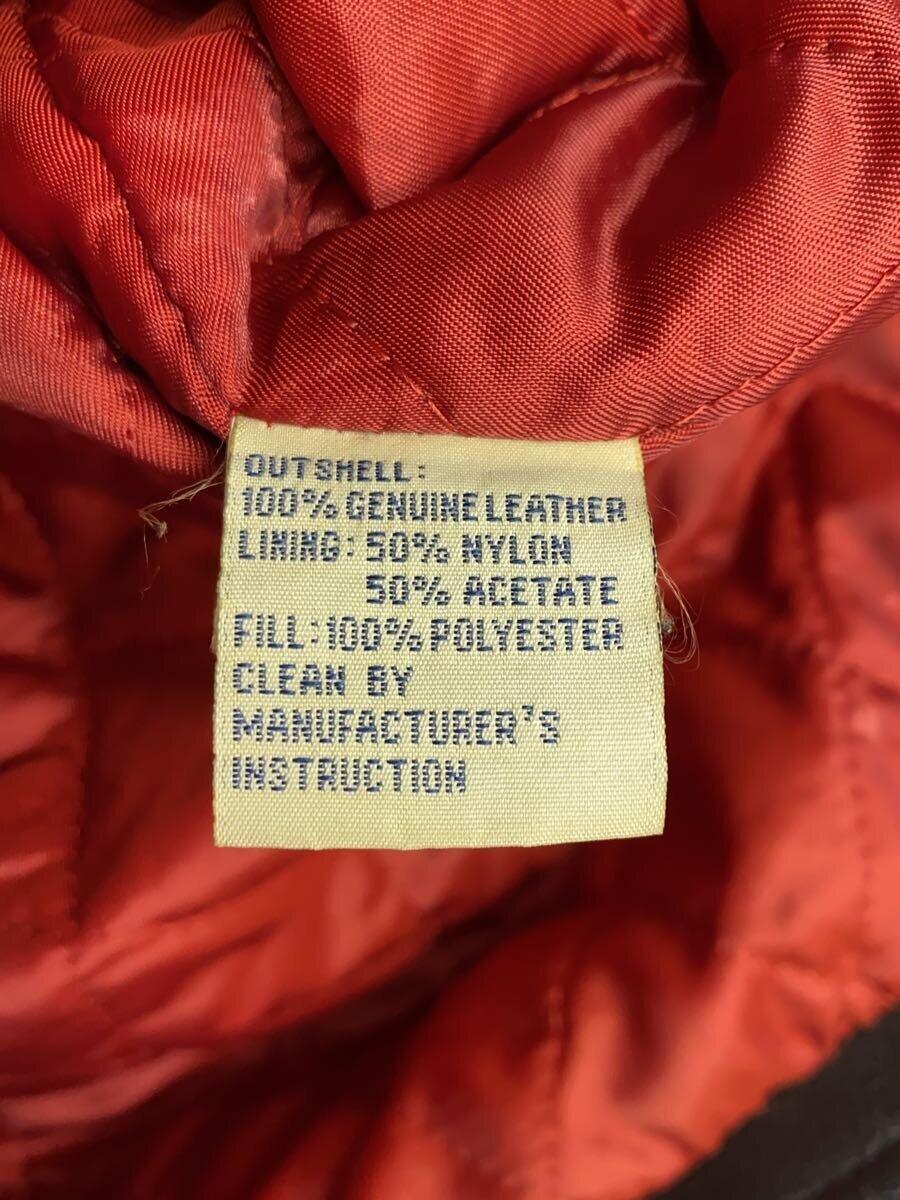 OUTSHELL:
100% GENUINE LEATHER
LINING: 50% NYLON
50% ACETATE
FILL: 100% POLYESTER
CLEAN BY
MANUFACTURER'S
INSTRUCTION